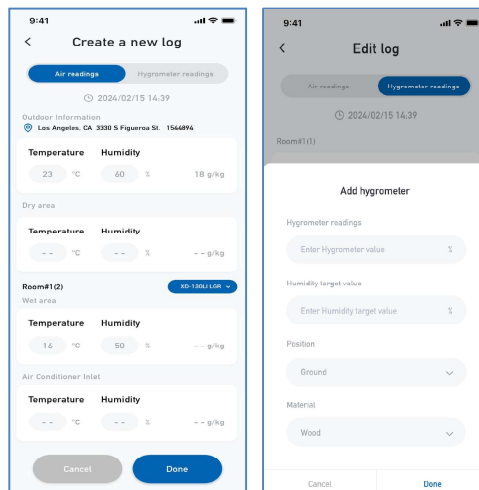 9:41
Create a new log
Air readings Hygrometer readings
2024/02/15 14:39
Outdoor Information
Los Angeles, CA 3330 S Figueroa St. 1544894
Temperature Humidity
23 °C 60 % 18 g/kg
Dry area
Temperature Humidity
-- °C -- % -- g/kg
Room#1(2) XD-130LI LGR
Wet area
Temperature Humidity
16 °C 50 % -- g/kg
Air Conditioner Inlet
Temperature Humidity
-- °C -- % -- g/kg
Cancel Done
9:41
Edit log
Air readings Hygrometer readings
2024/02/15 14:39
Room#1(1)
Add hygrometer
Hygrometer readings
Enter Hygrometer value %
Humidity target value
Enter Humidity target value %
Position
Ground
Material
Wood
Cancel Done